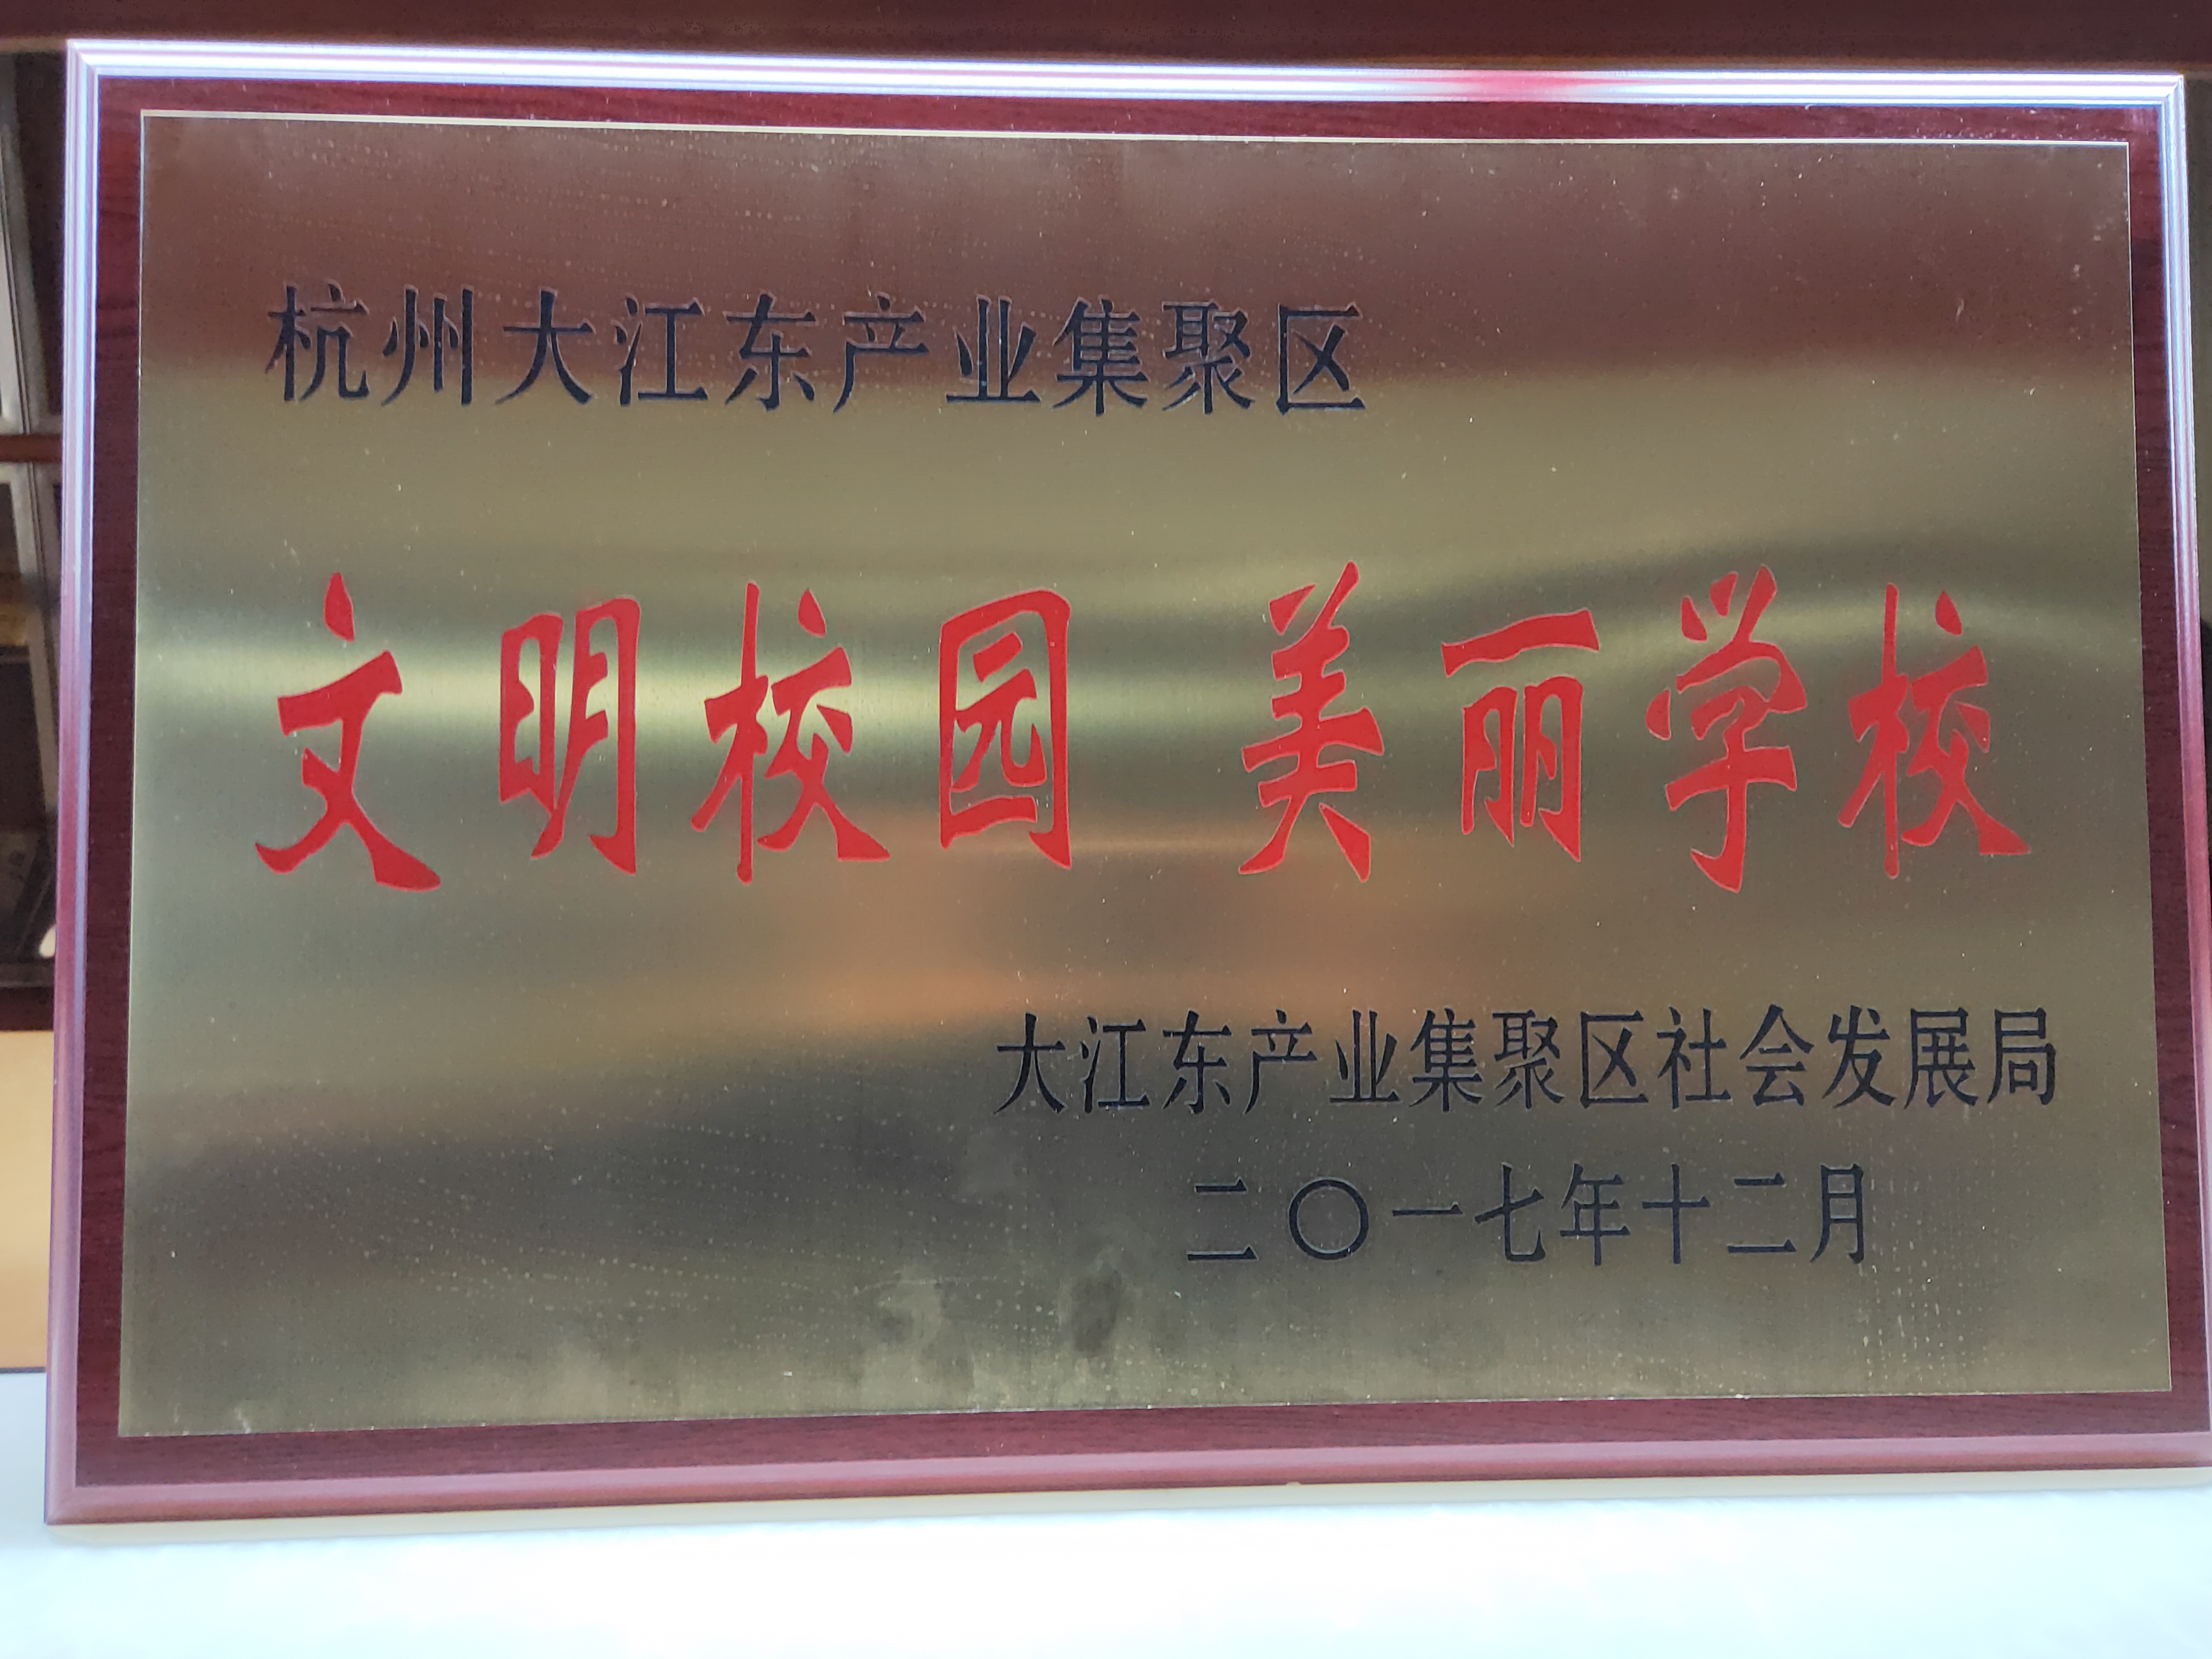 杭州大江东产业集聚区
文明校园 美丽学校
大江东产业集聚区社会发展局
二〇一七年十二月